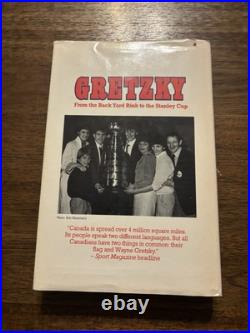 GRETZKY
From the Back Yard Rink to the Stanley Cup
"Canada is spread over 4 million square miles.
Its people speak two different languages. But all
Canadians have two things in common: their
flag and Wayne Gretzky."
– Sport Magazine headline